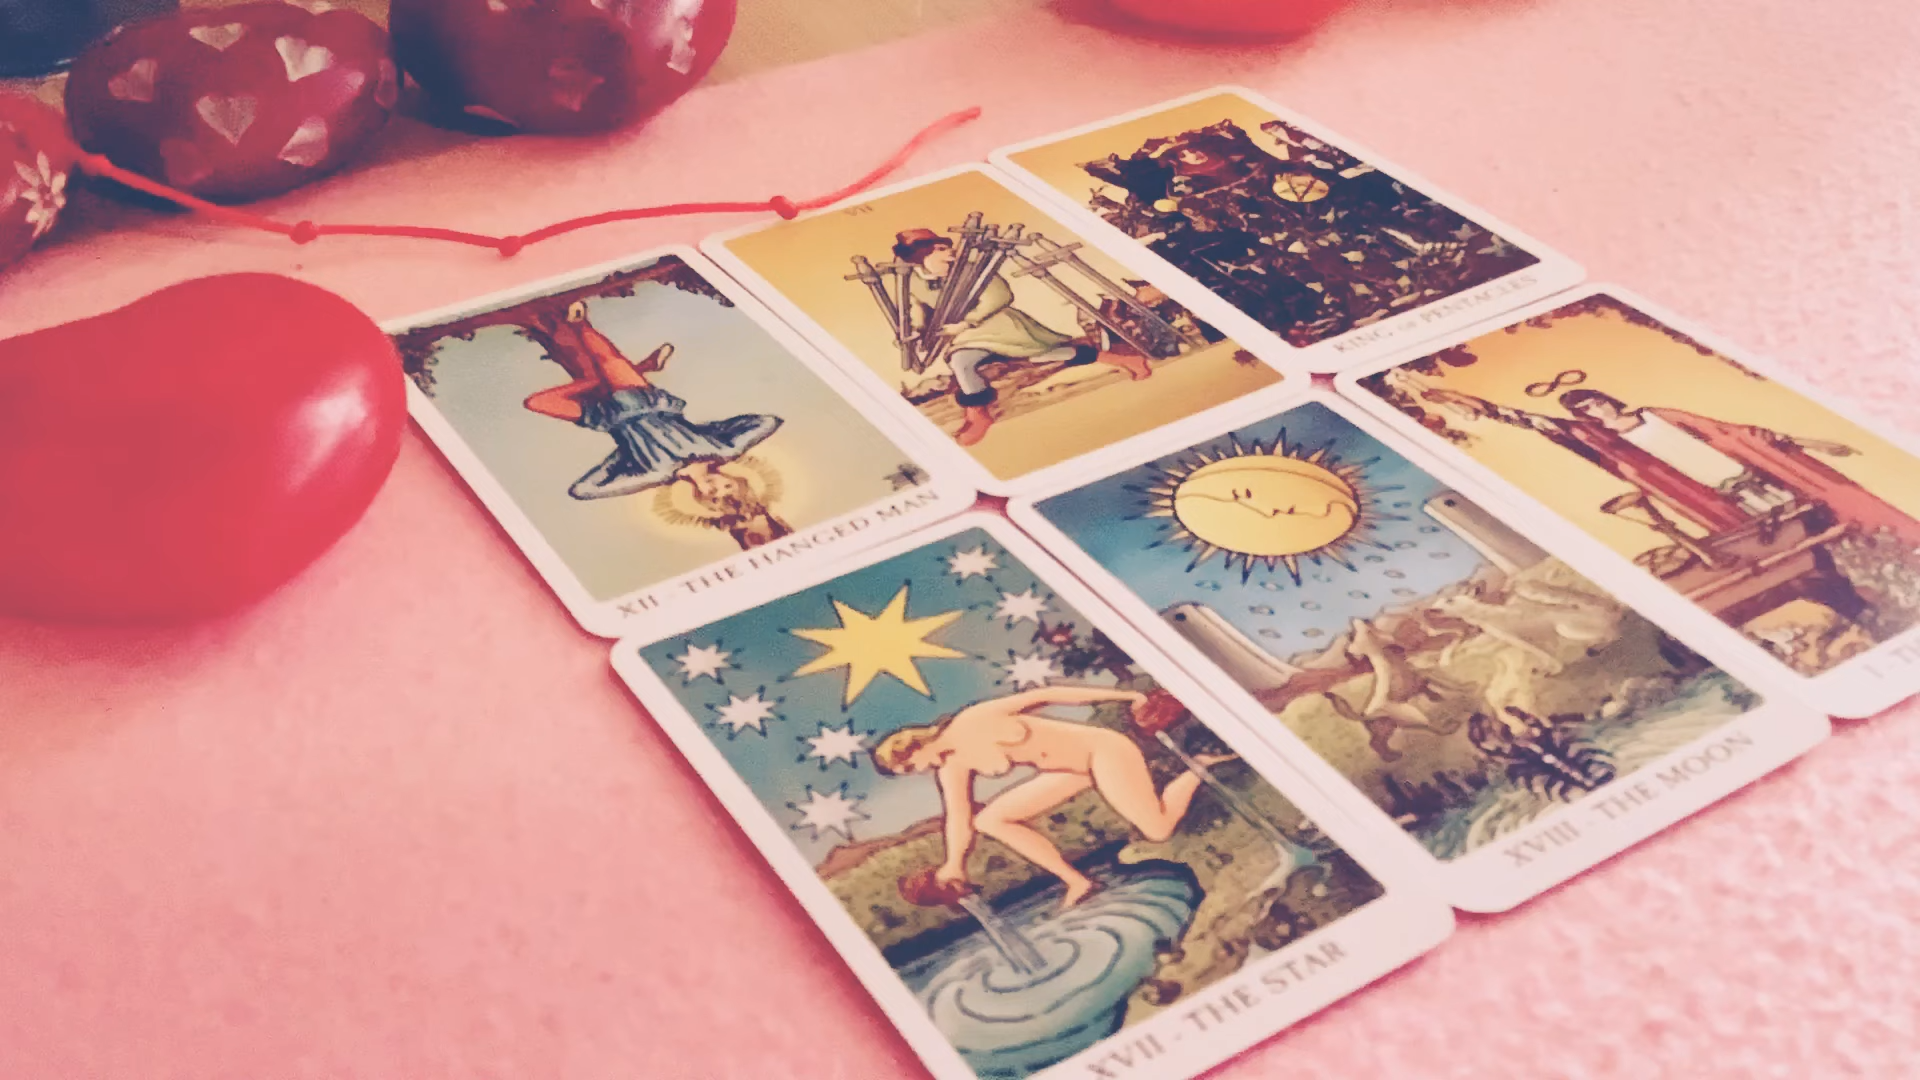 VII
KING OF PENTACLES
XII - THE HANGED MAN
I - T
XVIII - THE MOON
XVII - THE STAR